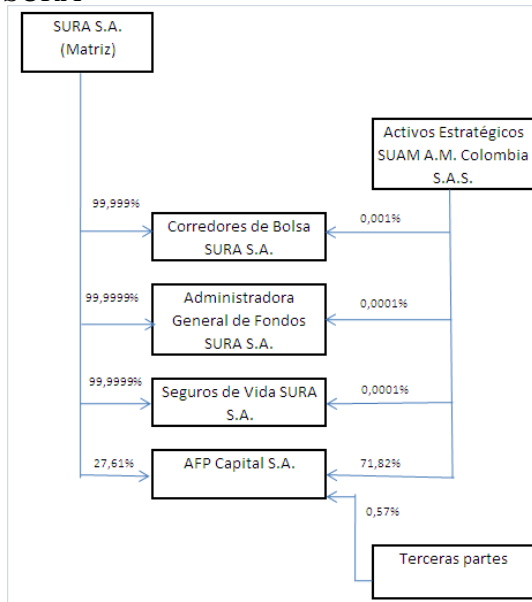 SURA
SURA S.A.
(Matriz)
Activos Estratégicos
SUAM A.M. Colombia
S.A.S.
99,999%
Corredores de Bolsa
SURA S.A.
0,001%
99,9999%
Administradora
General de Fondos
SURA S.A.
0,0001%
99,9999%
Seguros de Vida SURA
S.A.
0,0001%
27,61%
AFP Capital S.A.
71,82%
0,57%
Terceras partes